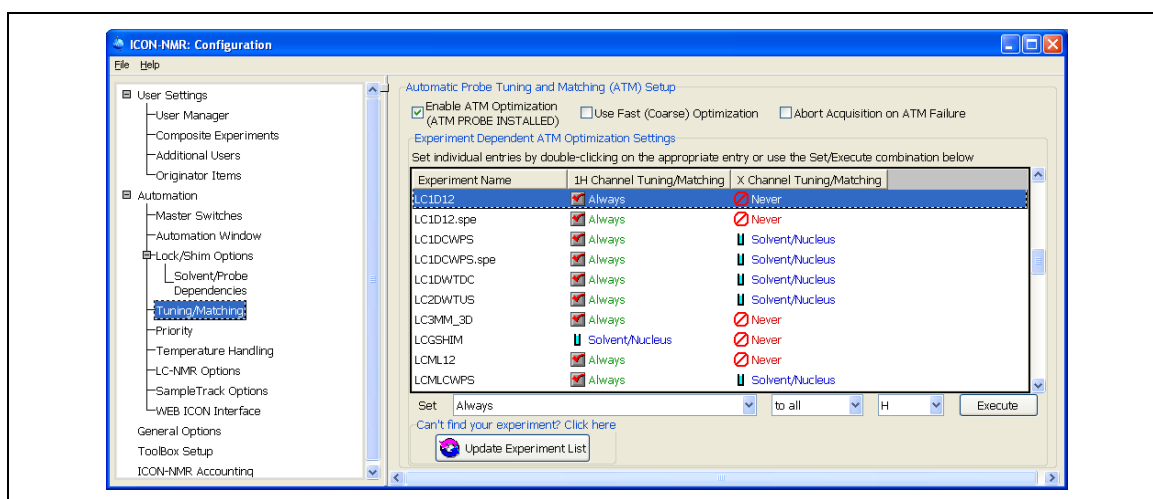 ICON-NMR: Configuration
File Help
User Settings
User Manager
Composite Experiments
Additional Users
Originator Items
Automation
Master Switches
Automation Window
Lock/Shim Options
Solvent/Probe
Dependencies
Tuning/Matching
Priority
Temperature Handling
LC-NMR Options
SampleTrack Options
WEB ICON Interface
General Options
ToolBox Setup
ICON-NMR Accounting
Automatic Probe Tuning and Matching (ATM) Setup
Enable ATM Optimization
(ATM PROBE INSTALLED)
Use Fast (Coarse) Optimization
Abort Acquisition on ATM Failure
Experiment Dependent ATM Optimization Settings
Set individual entries by double-clicking on the appropriate entry or use the Set/Execute combination below
Experiment Name 1H Channel Tuning/Matching X Channel Tuning/Matching
LC1D12 Always Never
LC1D12.spe Always Never
LC1DCWPS Always Solvent/Nucleus
LC1DCWPS.spe Always Solvent/Nucleus
LC1DWTDC Always Solvent/Nucleus
LC2DWTUS Always Solvent/Nucleus
LC3MM_3D Always Never
LCGSHIM Solvent/Nucleus Never
LCML12 Always Never
LCMLCWPS Always Solvent/Nucleus
Set Always to all H Execute
Can't find your experiment? Click here
Update Experiment List